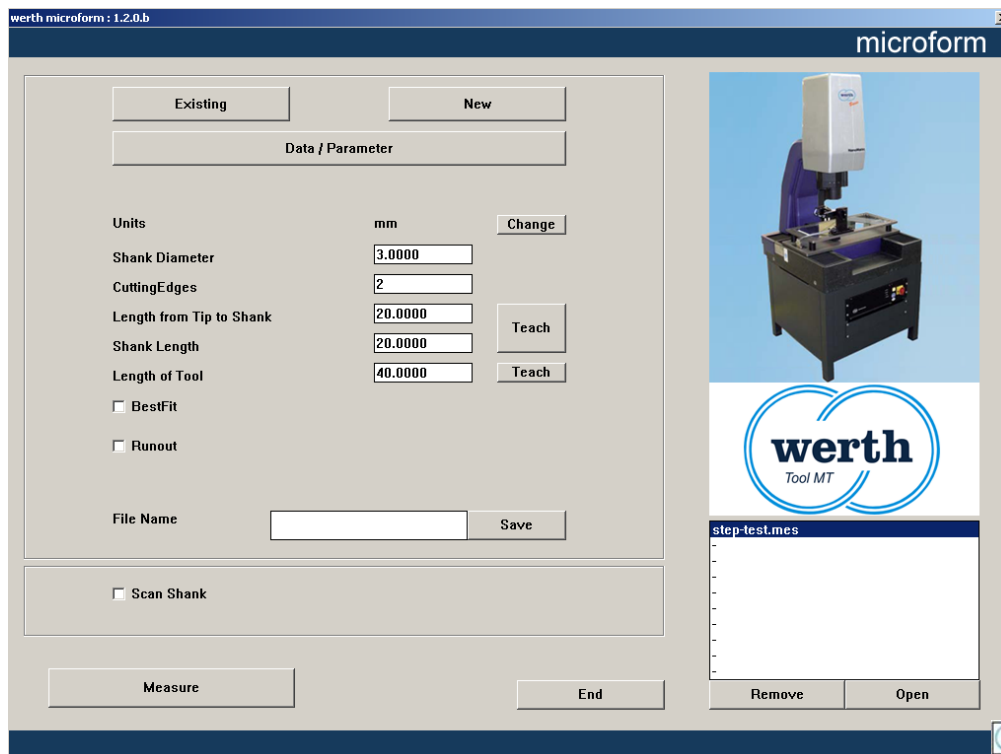 werth microform : 1.2.0.b
microform
Existing
New
Data / Parameter
Units mm Change
Shank Diameter 3.0000
CuttingEdges 2
Length from Tip to Shank 20.0000
Teach
Shank Length 20.0000
Length of Tool 40.0000 Teach
BestFit
Runout
File Name Save
Scan Shank
Measure
End
werth
werth
Tool MT
step-test.mes
-
-
-
-
-
-
-
-
-
Remove Open